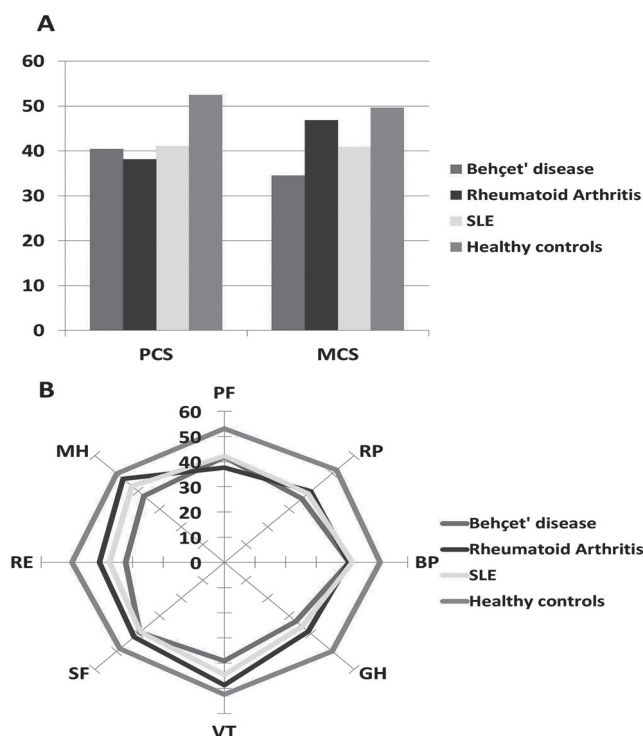 A
60
50
40
30
20
10
0
PCS MCS
Behçet' disease
Rheumatoid Arthritis
SLE
Healthy controls
B
PF
60
50
40
30
20
10
0
MH RP
RE BP
SF GH
VT
Behçet' disease
Rheumatoid Arthritis
SLE
Healthy controls